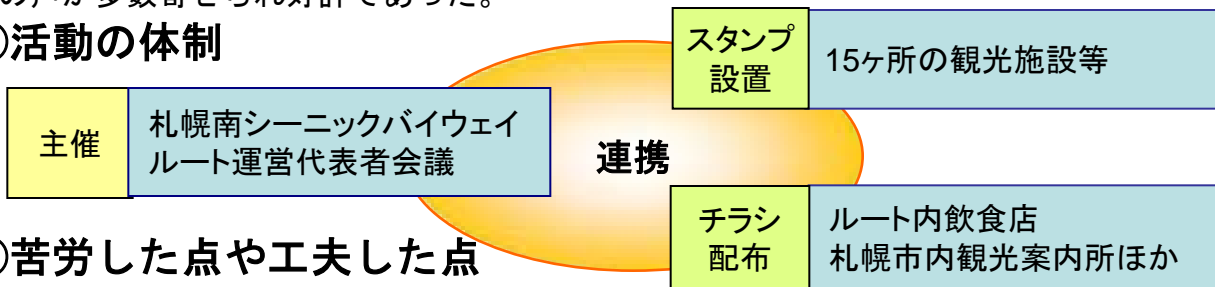 の声が多数寄せられ好評であった。
活動の体制
主催
札幌南シーニックバイウェイ
ルート運営代表者会議
連携
スタンプ
設置
15ヶ所の観光施設等
チラシ
配布
ルート内飲食店
札幌市内観光案内所ほか
苦労した点や工夫した点